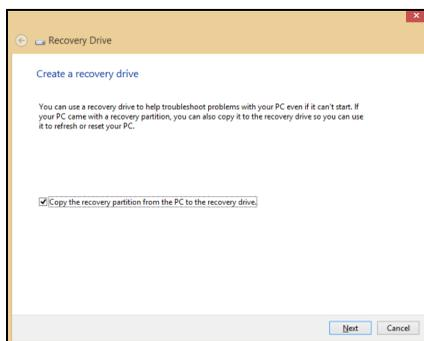 Recovery Drive
Create a recovery drive
You can use a recovery drive to help troubleshoot problems with your PC even if it can't start. If
your PC came with a recovery partition, you can also copy it to the recovery drive so you can use
it to refresh or reset your PC.
Copy the recovery partition from the PC to the recovery drive.
Next Cancel